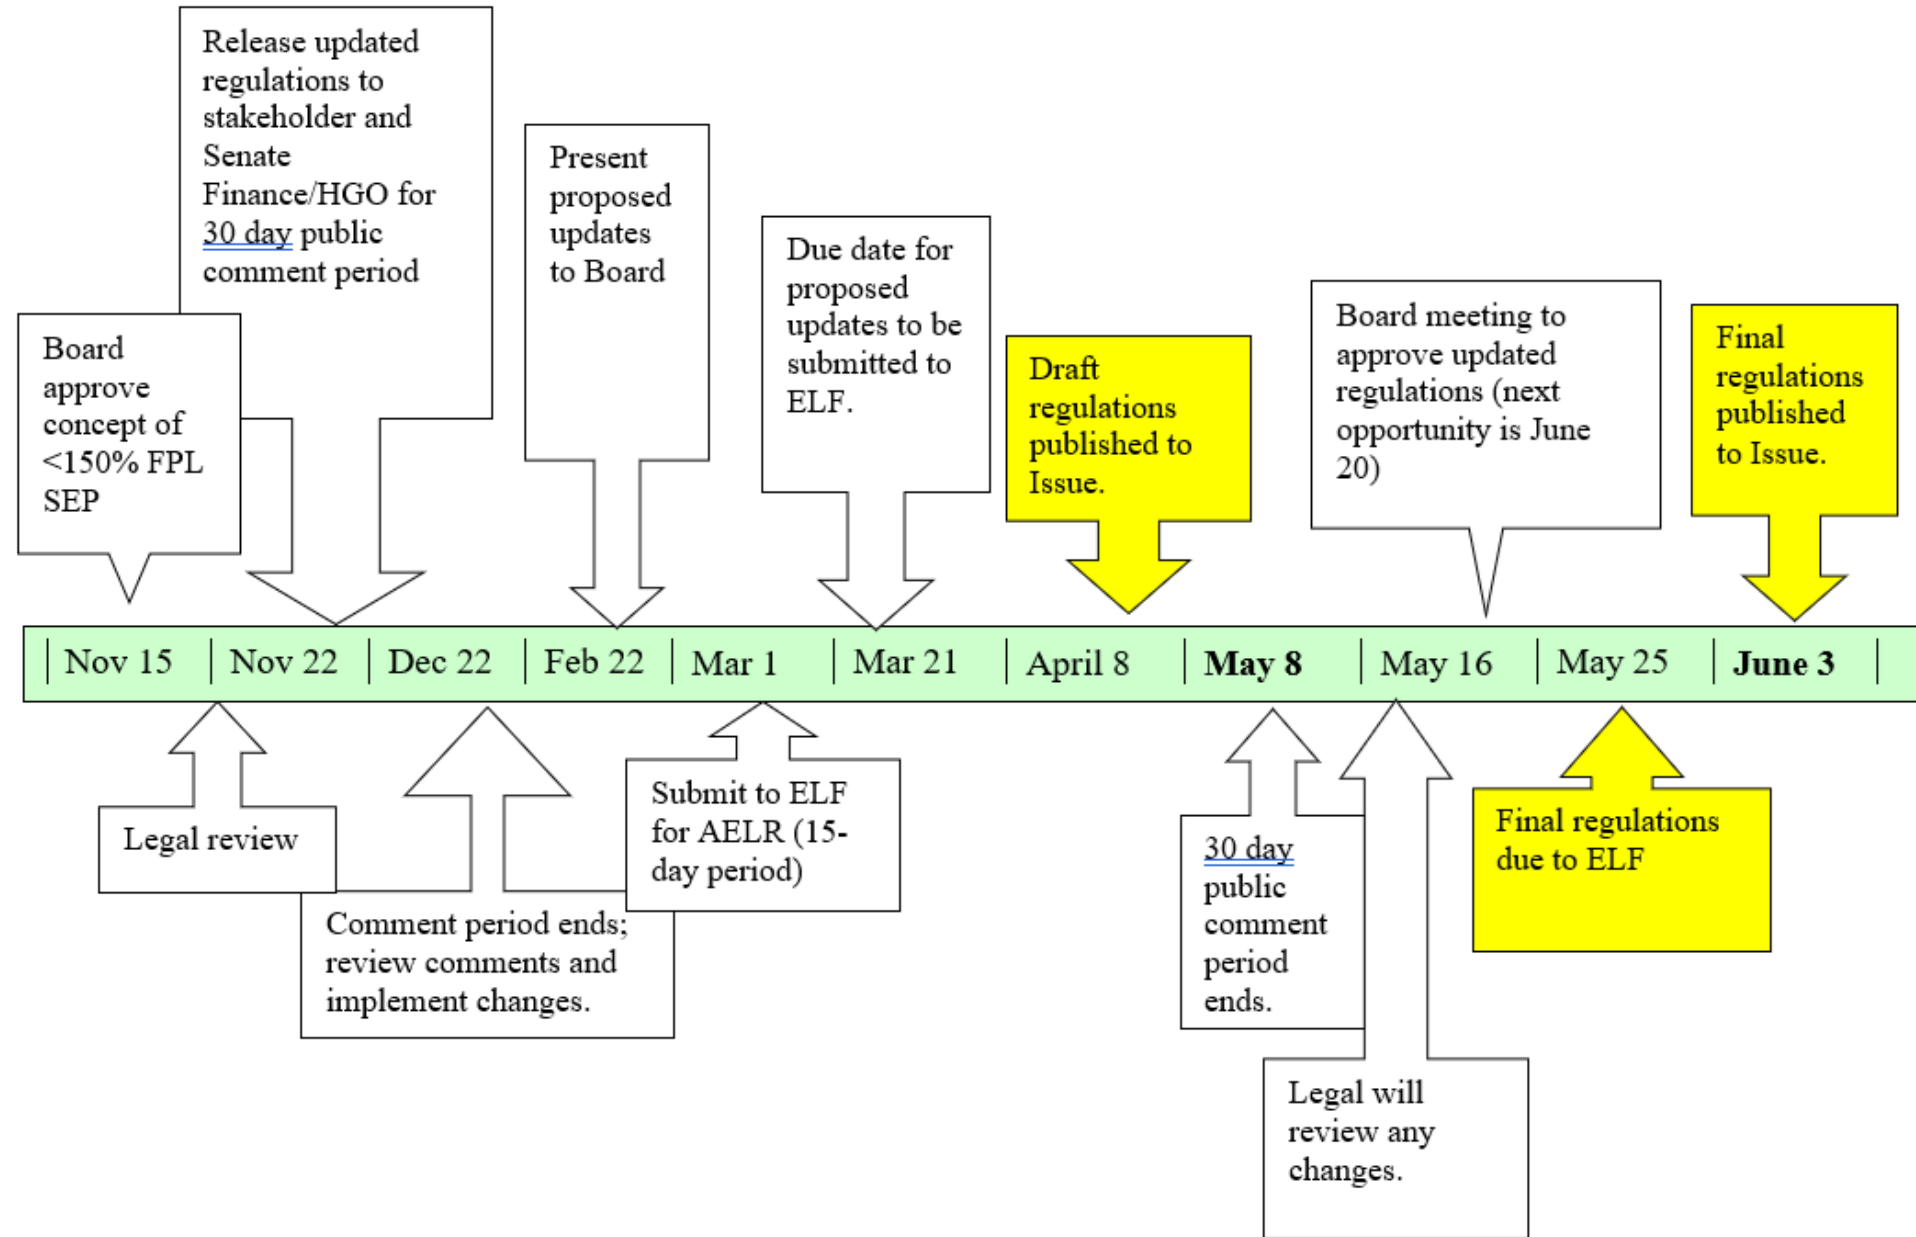 Release updated
regulations to
stakeholder and
Senate
Finance/HGO for
30 day public
comment period
Board
approve
concept of
<150% FPL
SEP
Present
proposed
updates
to Board
Due date for
proposed
updates to be
submitted to
ELF.
Draft
regulations
published to
Issue.
Board meeting to
approve updated
regulations (next
opportunity is June
20)
Final
regulations
published
to Issue.
Nov 15 | Nov 22 | Dec 22 | Feb 22 | Mar 1 | Mar 21 | April 8 | May 8 | May 16 | May 25 | June 3
Legal review
Comment period ends;
review comments and
implement changes.
Submit to ELF
for AELR (15-
day period)
30 day
public
comment
period
ends.
Legal will
review any
changes.
Final regulations
due to ELF